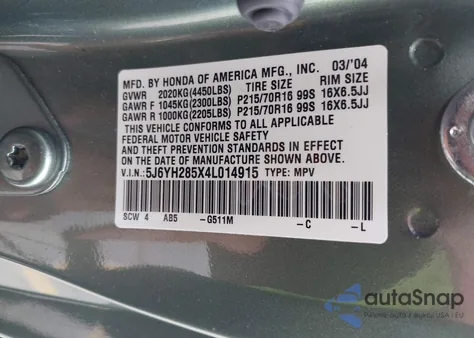 MFD. BY HONDA OF AMERICA MFG., INC. 03/'04
GVWR 2020KG(4450LBS) TIRE SIZE RIM SIZE
GAWR F 1045KG(2300LBS) P215/70R16 99S 16X6.5JJ
GAWR R 1000KG(2205LBS) P215/70R16 99S 16X6.5JJ
THIS VEHICLE CONFORMS TO ALL APPLICABLE
FEDERAL MOTOR VEHICLE SAFETY
AND THEFT PREVENTION STANDARDS IN EFFECT
ON THE DATE OF MANUFACTURE SHOWN ABOVE.
V.I.N: 5J6YH285X4L014915 TYPE: MPV
SCW 4 AB5 -G511M -C -L
autoSnap